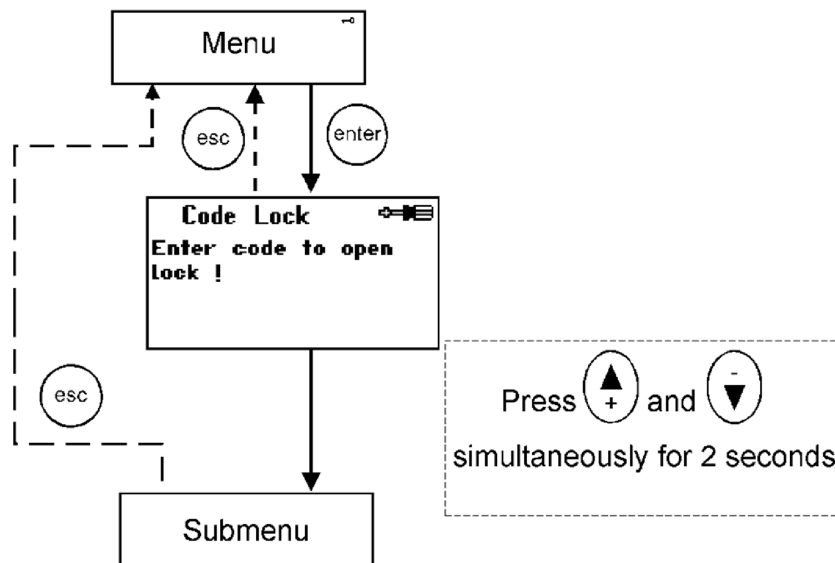 Menu
esc
enter
Code Lock
Enter code to open
lock !
esc
Press ▲ + and - ▼
simultaneously for 2 seconds
Submenu